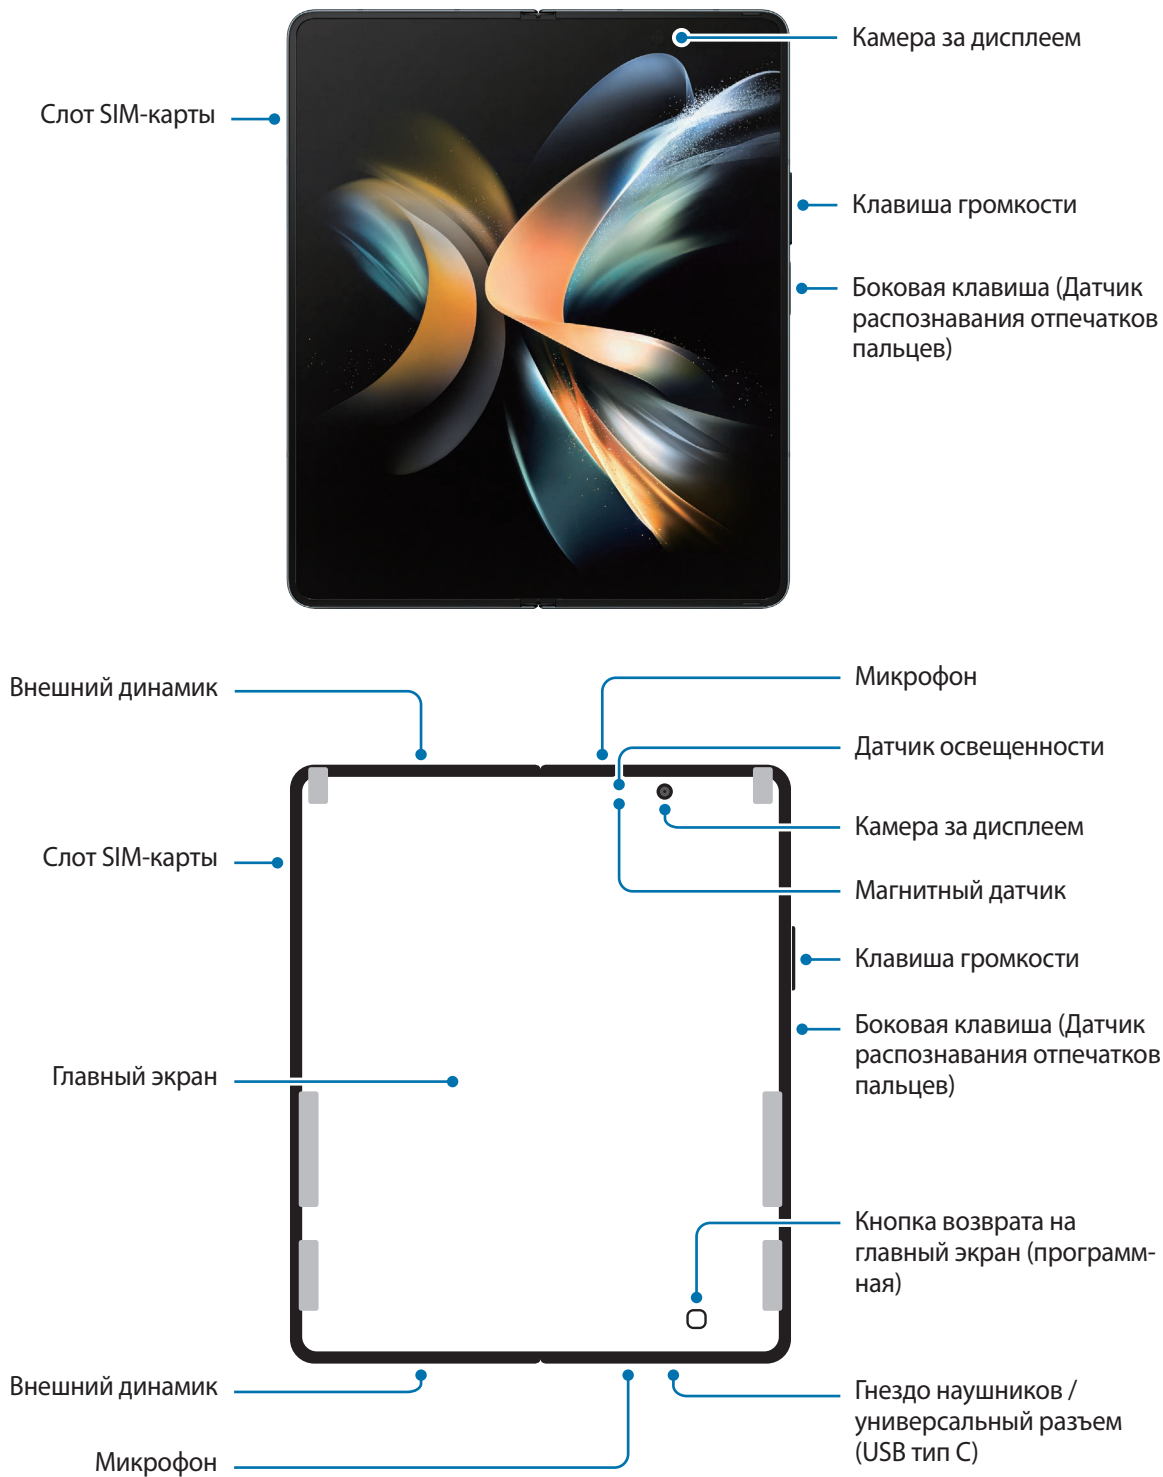 Камера за дисплеем
Слот SIM-карты
Клавиша громкости
Боковая клавиша (Датчик
распознавания отпечатков
пальцев)
Внешний динамик
Микрофон
Датчик освещенности
Камера за дисплеем
Слот SIM-карты
Магнитный датчик
Клавиша громкости
Боковая клавиша (Датчик
распознавания отпечатков
пальцев)
Главный экран
Кнопка возврата на
главный экран (программ-
ная)
Внешний динамик
Гнездо наушников /
универсальный разъем
(USB тип C)
Микрофон